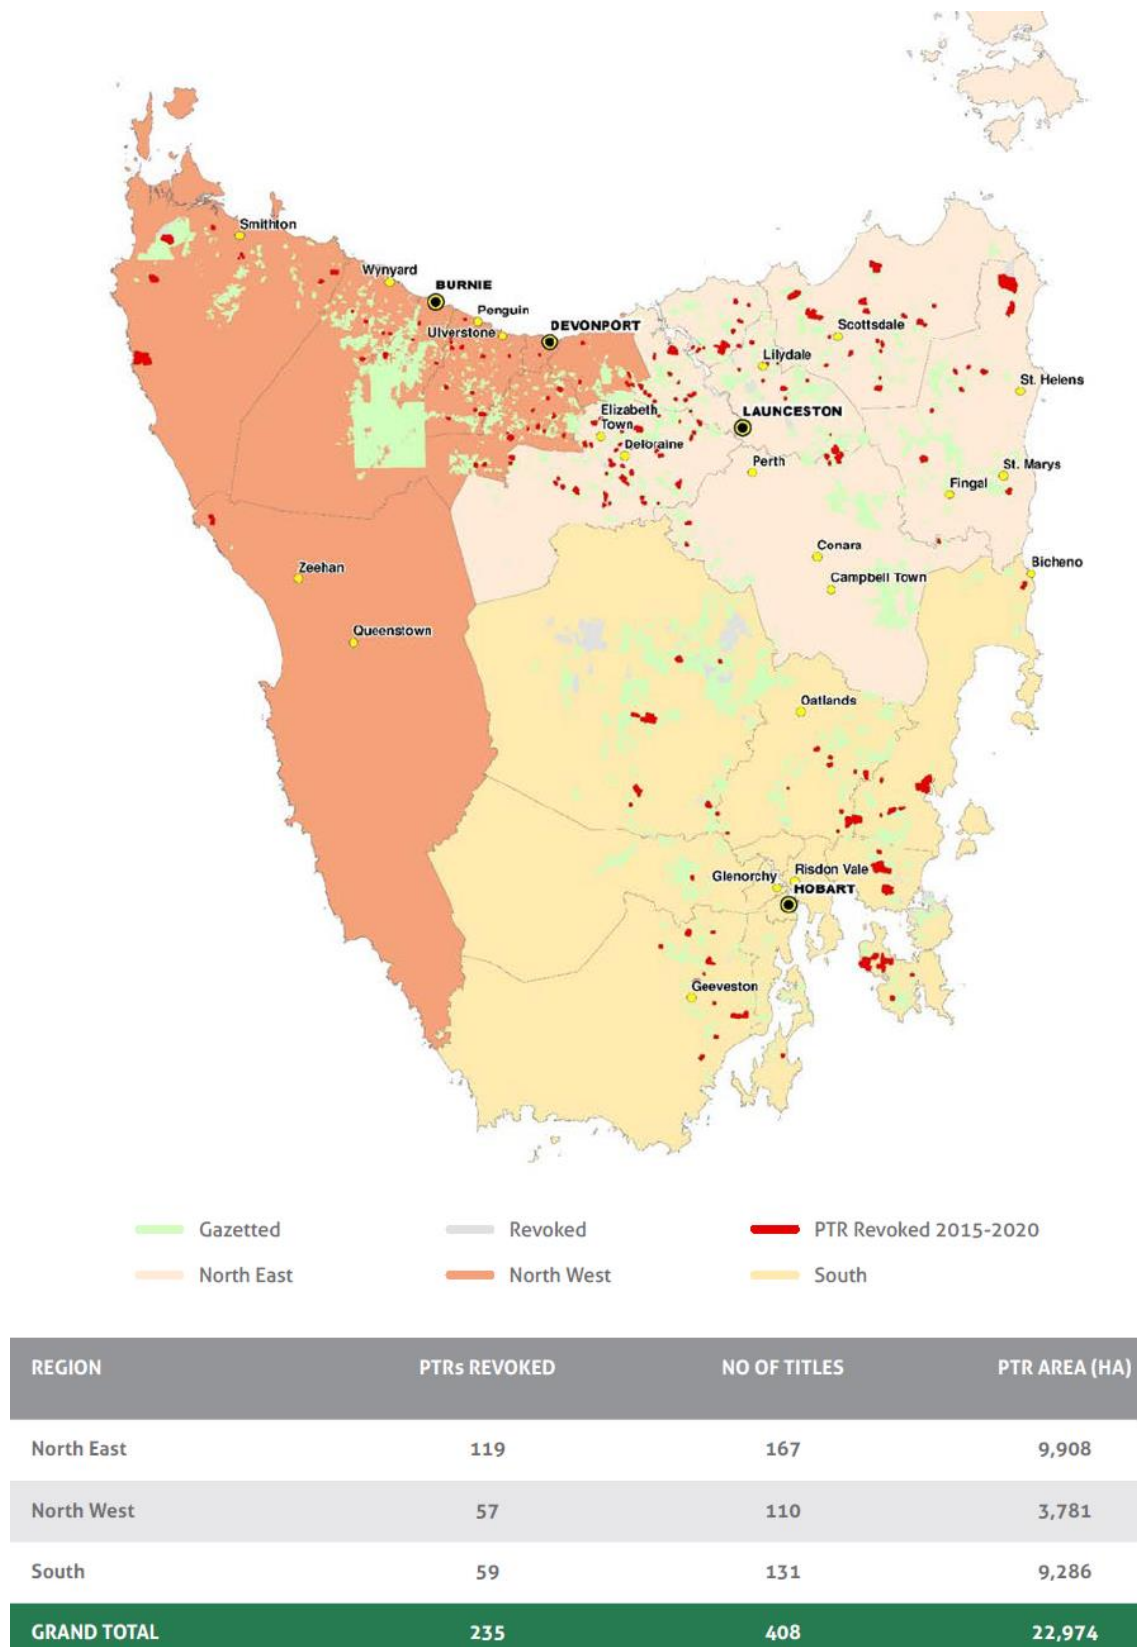 Smithton
Wynyard
BURNIE
Penguin
Ulverstone
DEVONPORT
Scottsdale
Lilydale
St. Helens
Elizabeth
Town
LAUNCESTON
Deloraine
Perth
St. Marys
Fingal
Conara
Bicheno
Zeehan
Campbell Town
Queenstown
Oatlands
Glenorchy
Risdon Vale
HOBART
Geeveston
Gazetted Revoked PTR Revoked 2015-2020
North East North West South
REGION PTRs REVOKED NO OF TITLES PTR AREA (HA)
North East 119 167 9,908
North West 57 110 3,781
South 59 131 9,286
GRAND TOTAL 235 408 22,974